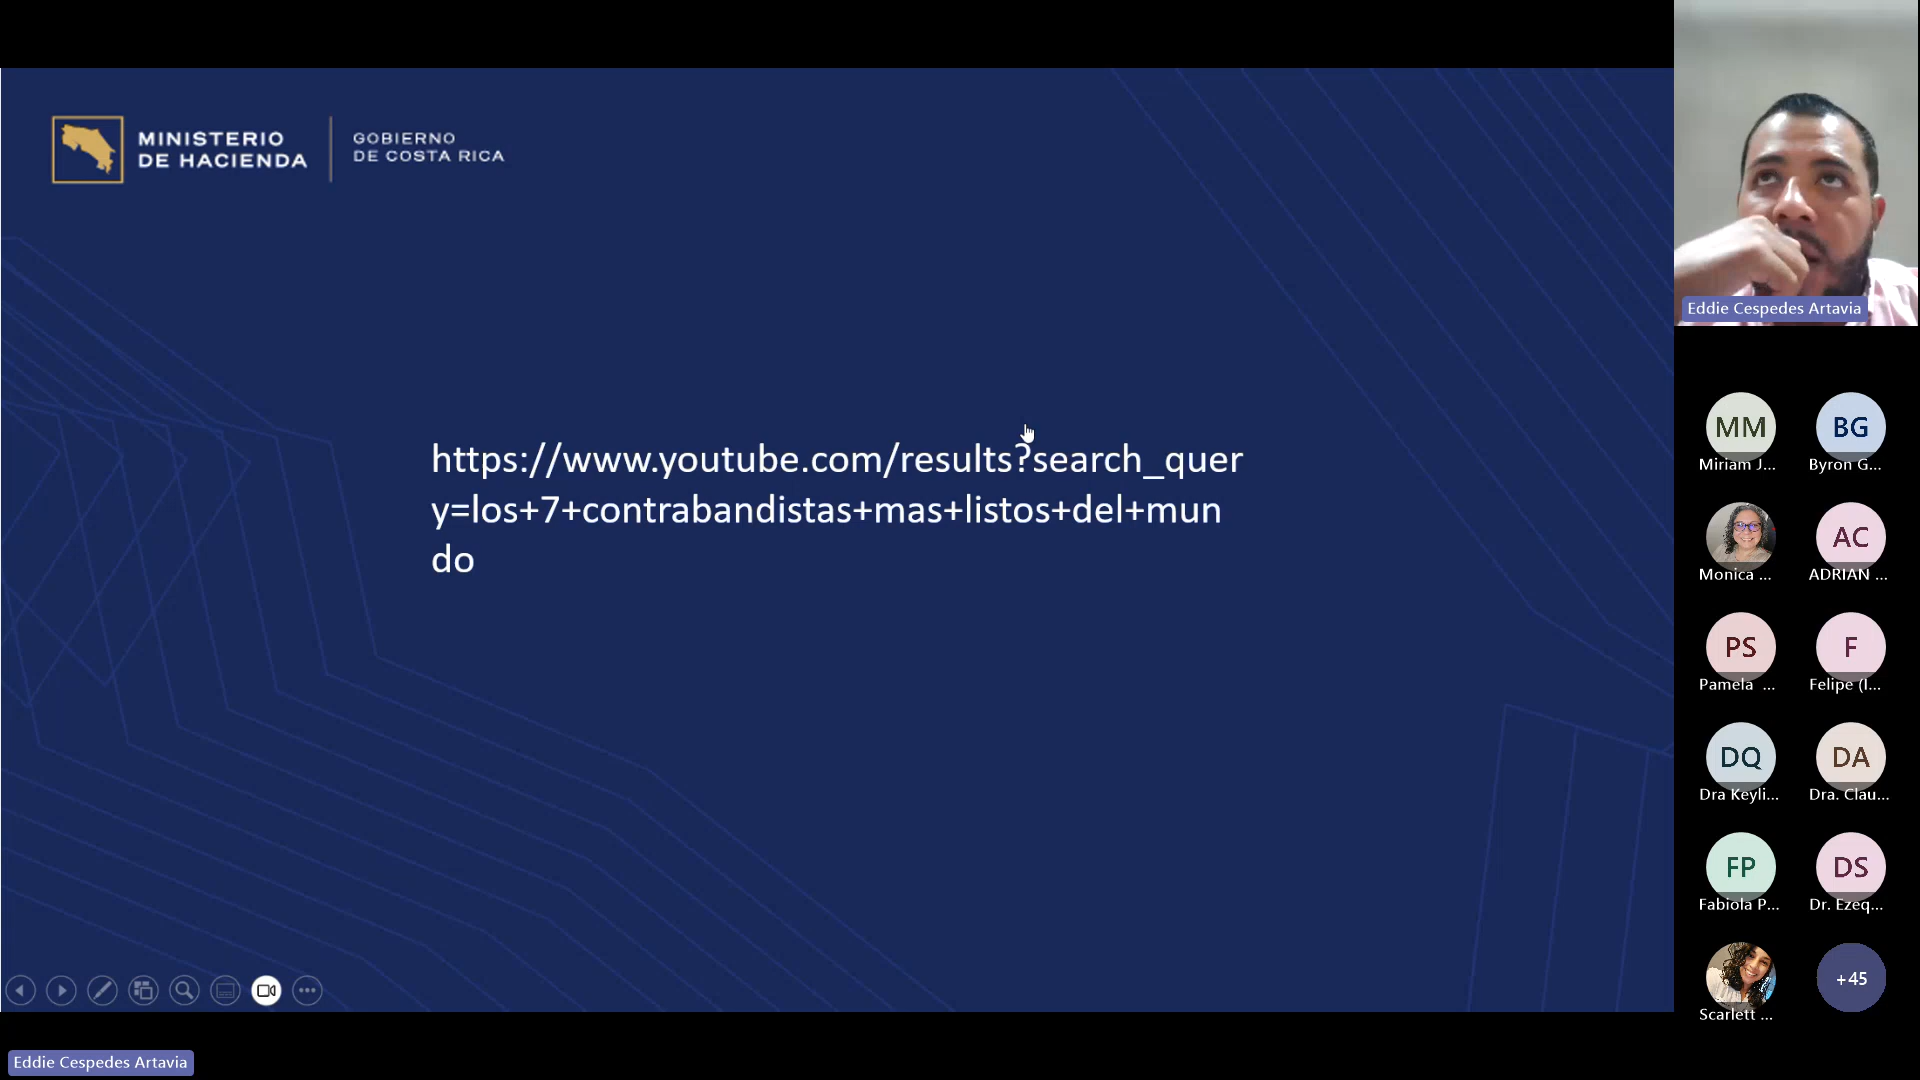 MINISTERIO
DE HACIENDA
GOBIERNO
DE COSTA RICA
https://www.youtube.com/results?search_quer
y=los+7+contrabandistas+mas+listos+del+mun
do
Eddie Cespedes Artavia
MM
Miriam J...
BG
Byron G...
Monica ...
AC
ADRIAN ...
PS
Pamela ...
F
Felipe (I...
DQ
Dra Keyli...
DA
Dra. Clau...
FP
Fabiola P...
DS
Dr. Ezeq...
Scarlett ...
+45
Eddie Cespedes Artavia